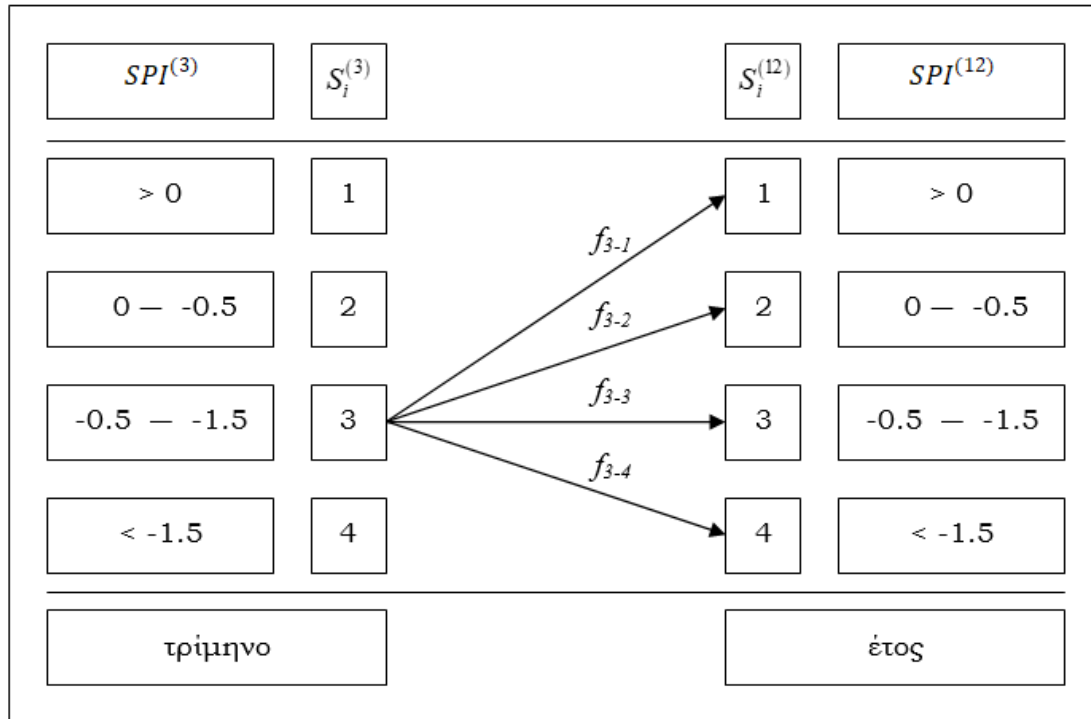 SPI⁽³⁾ S_i⁽³⁾ S_i⁽¹²⁾ SPI⁽¹²⁾
> 0 1 1 > 0
f₃₋₁
0 — -0.5 2 2 0 — -0.5
f₃₋₂
-0.5 — -1.5 3 3 -0.5 — -1.5
f₃₋₃
f₃₋₄
< -1.5 4 4 < -1.5
τρίμηνο έτος